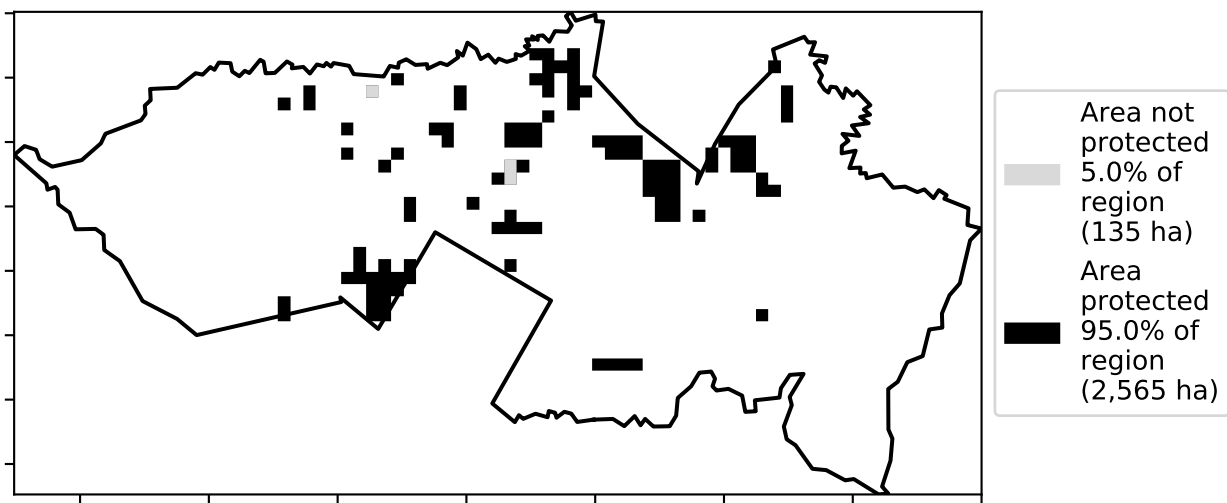 Area not
protected
5.0% of
region
(135 ha)
Area
protected
95.0% of
region
(2,565 ha)